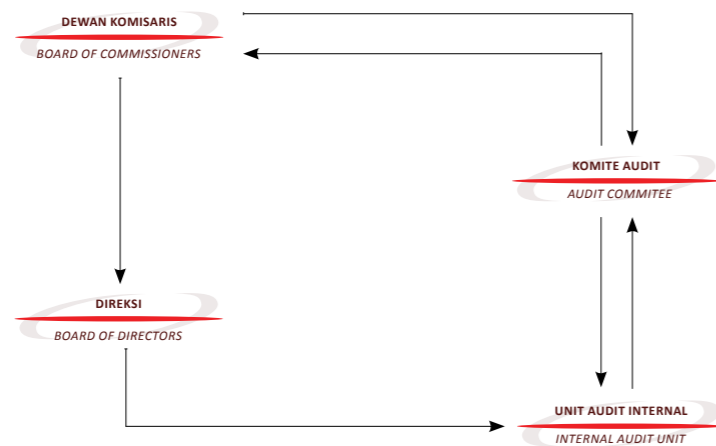 DEWAN KOMISARIS
BOARD OF COMMISSIONERS
KOMITE AUDIT
AUDIT COMMITEE
DIREKSI
BOARD OF DIRECTORS
UNIT AUDIT INTERNAL
INTERNAL AUDIT UNIT